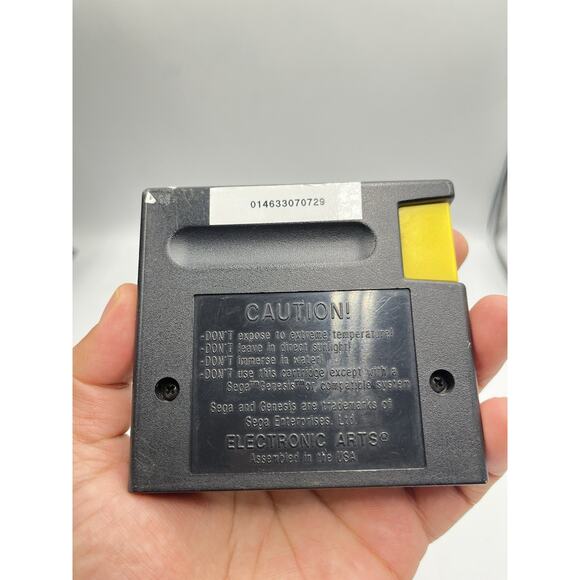 014633070729
CAUTION!
-DON'T expose to extreme temperature!
-DON'T leave in direct sunlight!
-DON'T immerse in water!
-DON'T use this cartridge except with a
Sega™ Genesis™ or compatible system
Sega and Genesis are trademarks of
Sega Enterprises, Ltd.
ELECTRONIC ARTS®
Assembled in the USA